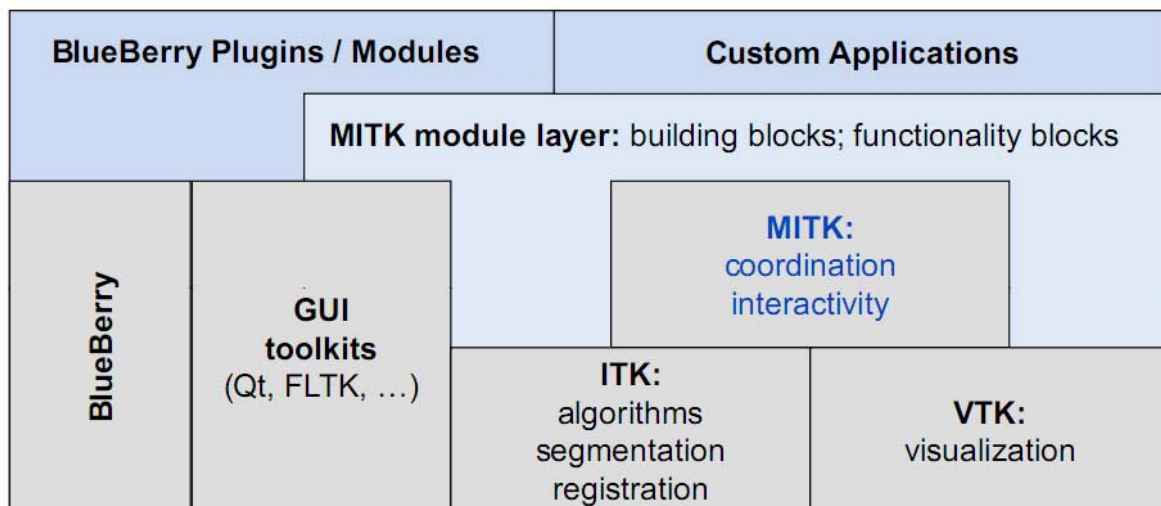 BlueBerry Plugins / Modules
Custom Applications
MITK module layer: building blocks; functionality blocks
BlueBerry
GUI
toolkits
(Qt, FLTK, …)
MITK:
coordination
interactivity
ITK:
algorithms
segmentation
registration
VTK:
visualization